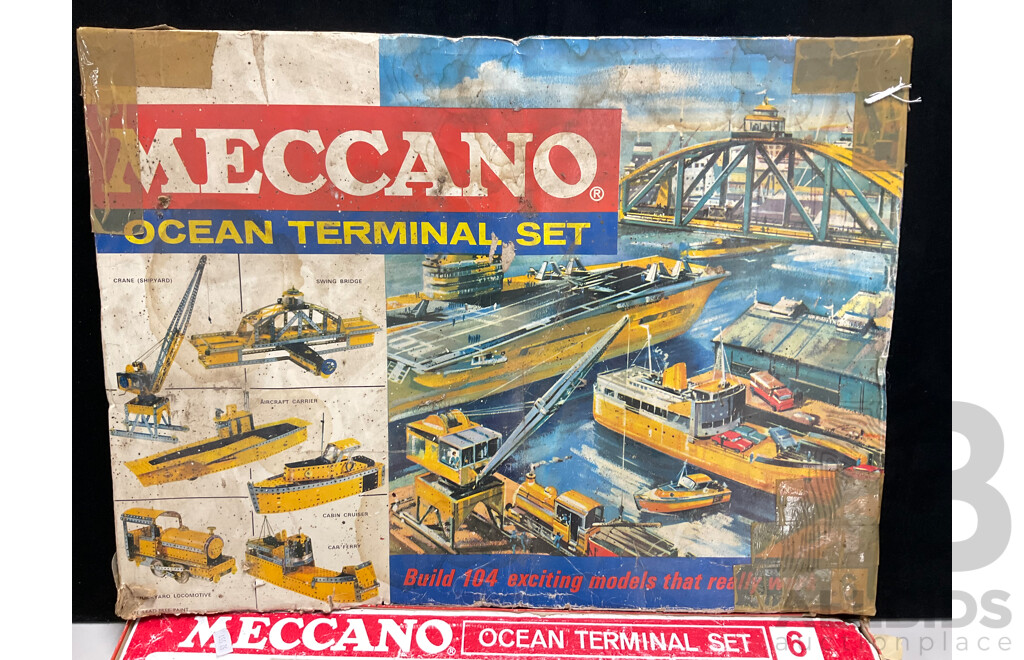 MECCANO®
OCEAN TERMINAL SET
CRANE (SHIPYARD)
SWING BRIDGE
AIRCRAFT CARRIER
CABIN CRUISER
CAR FERRY
LOCOMOTIVE
Build 104 exciting models that really
MECCANO® OCEAN TERMINAL SET 6